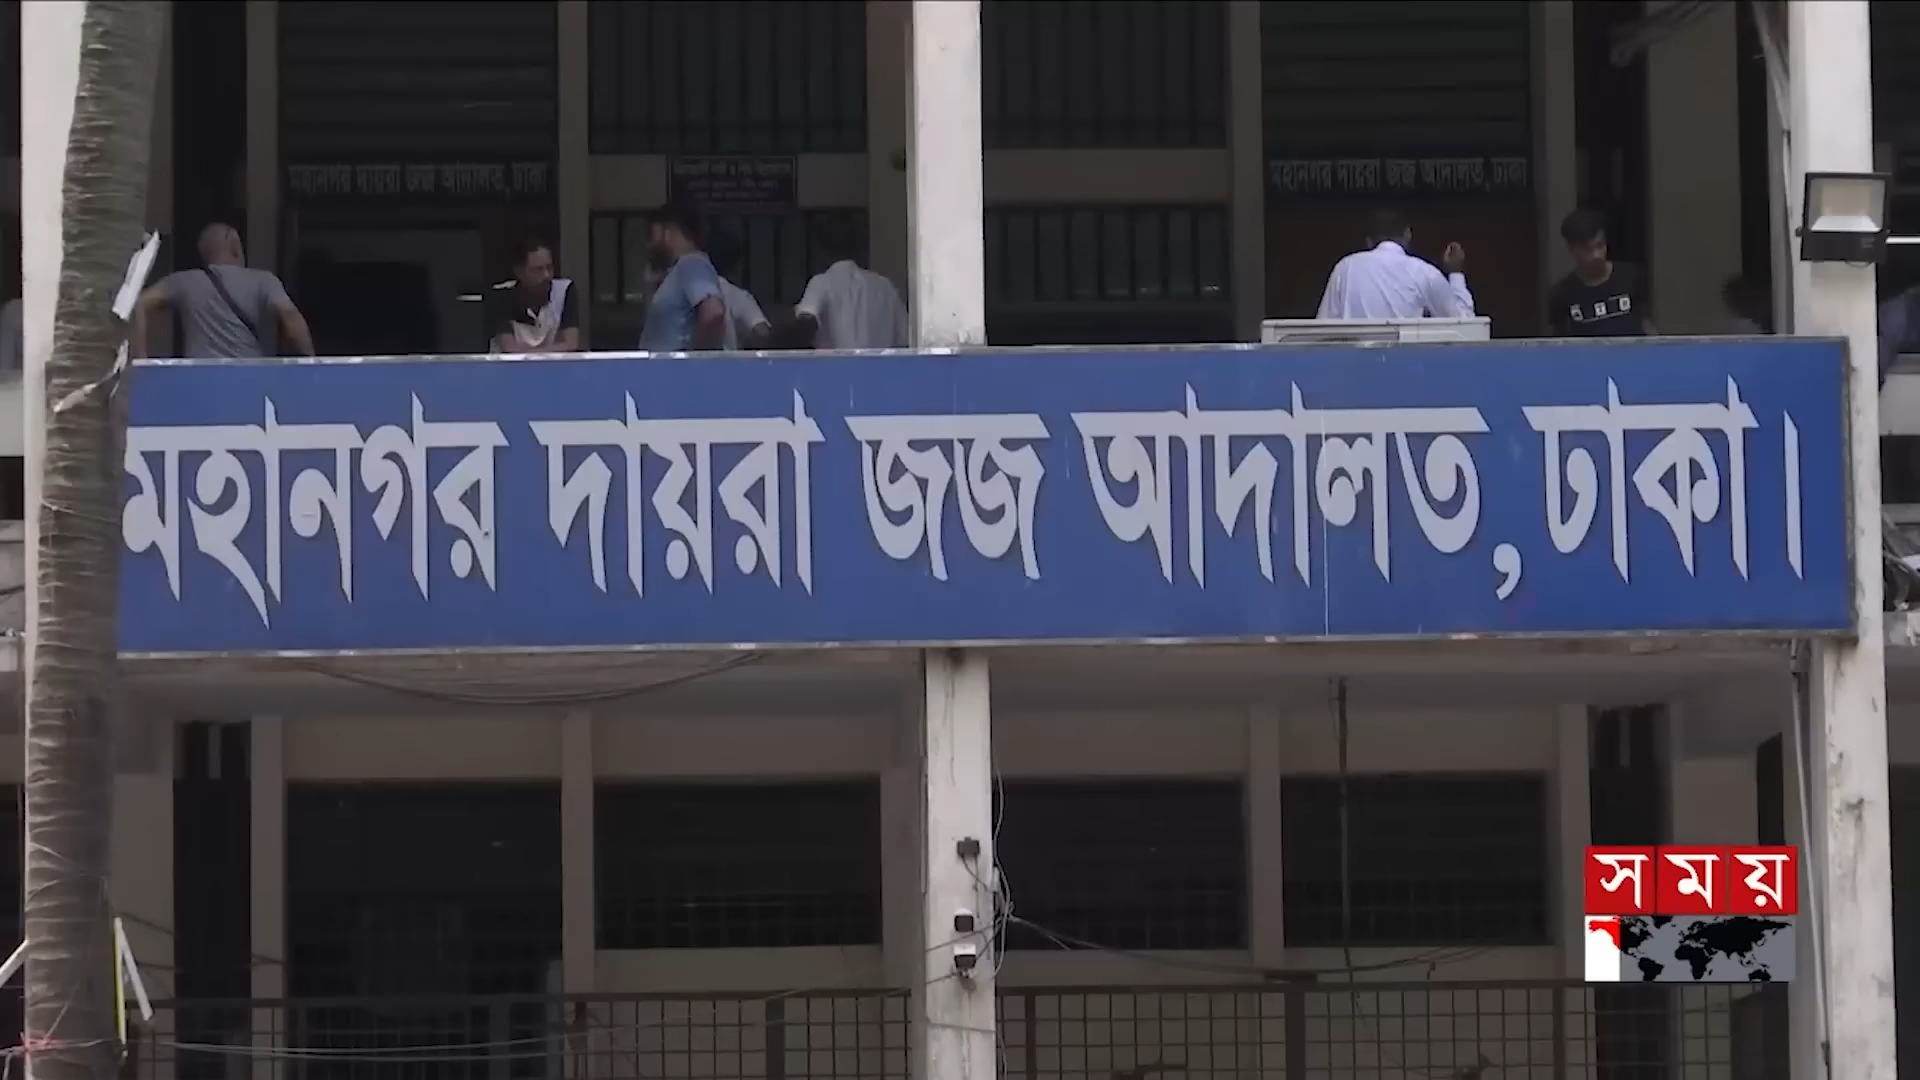 মহানগর দায়রা জজ আদালত, ঢাকা
মহানগর দায়রা জজ আদালত, ঢাকা
মহানগর দায়রা জজ আদালত, ঢাকা।
সময়